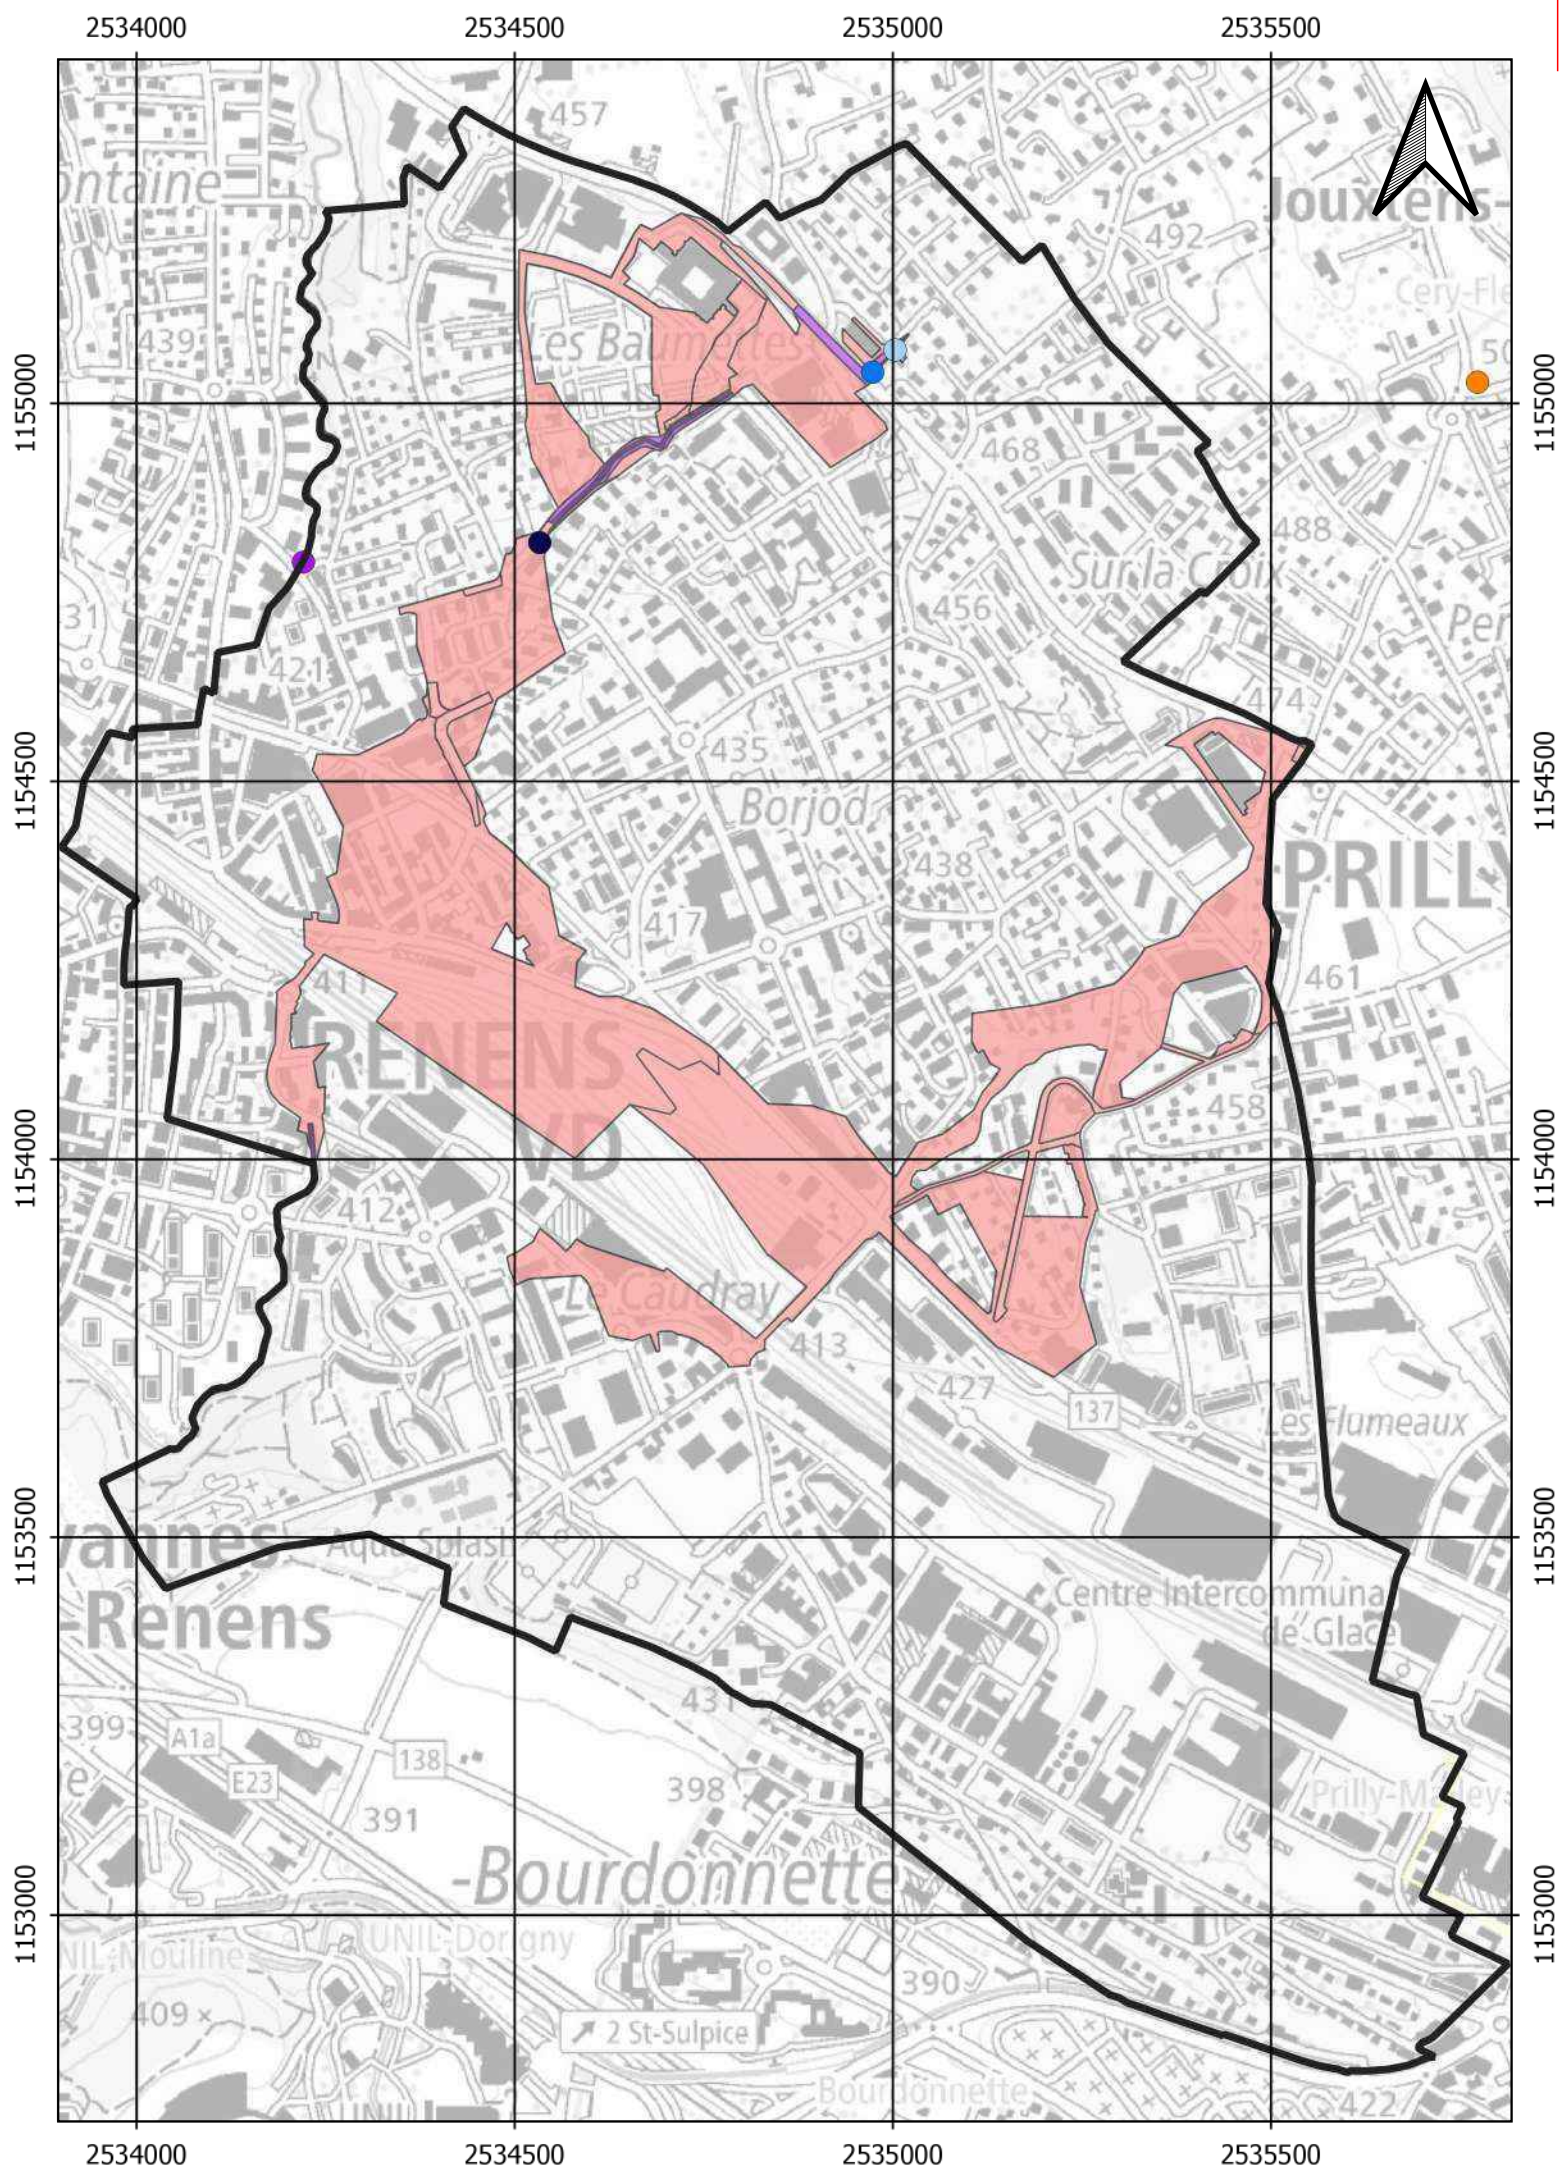 2534000 2534500 2535000 2535500
457
ontaine
Jouxtens-
492
Cery-Fle
439
Les Baumettes
50
1155000 1155000
468
488
Sur la Croix
31
456
Per
421
474
435
1154500 1154500
Borjod
438
PRILLY
417
461
411
RENENS
VD
458
1154000 1154000
412
Le Caudray
413
427
137
Les Flumeaux
1153500 1153500
vannes
Aqua Splash
-Renens
Centre Intercommuna
de Glace
431
399
A1a
138
E23
398
Prilly-Malley
391
-Bourdonnette
1153000 1153000
NIL-Mouline
UNIL-Dorigny
390
409
2 St-Sulpice
Bourdonnette
422
UNIL
2534000 2534500 2535000 2535500